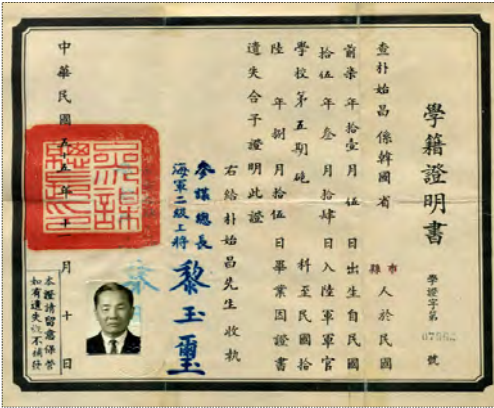 學籍證明書
學證字第 號
查朴始昌係韓國 省 市縣 人於民國
前柒年拾壹月伍日出生自民國
拾伍年叁月拾肆日入陸軍軍官
學校第五期砲 科至民國拾
陸年捌月拾伍日畢業因證書
遺失合予證明此證
右給朴始昌先生收執
參謀總長
海軍二級上將 黎玉璽
中華民國五十五年十一月十日
本證請留意保管
如有遺失恕不補發